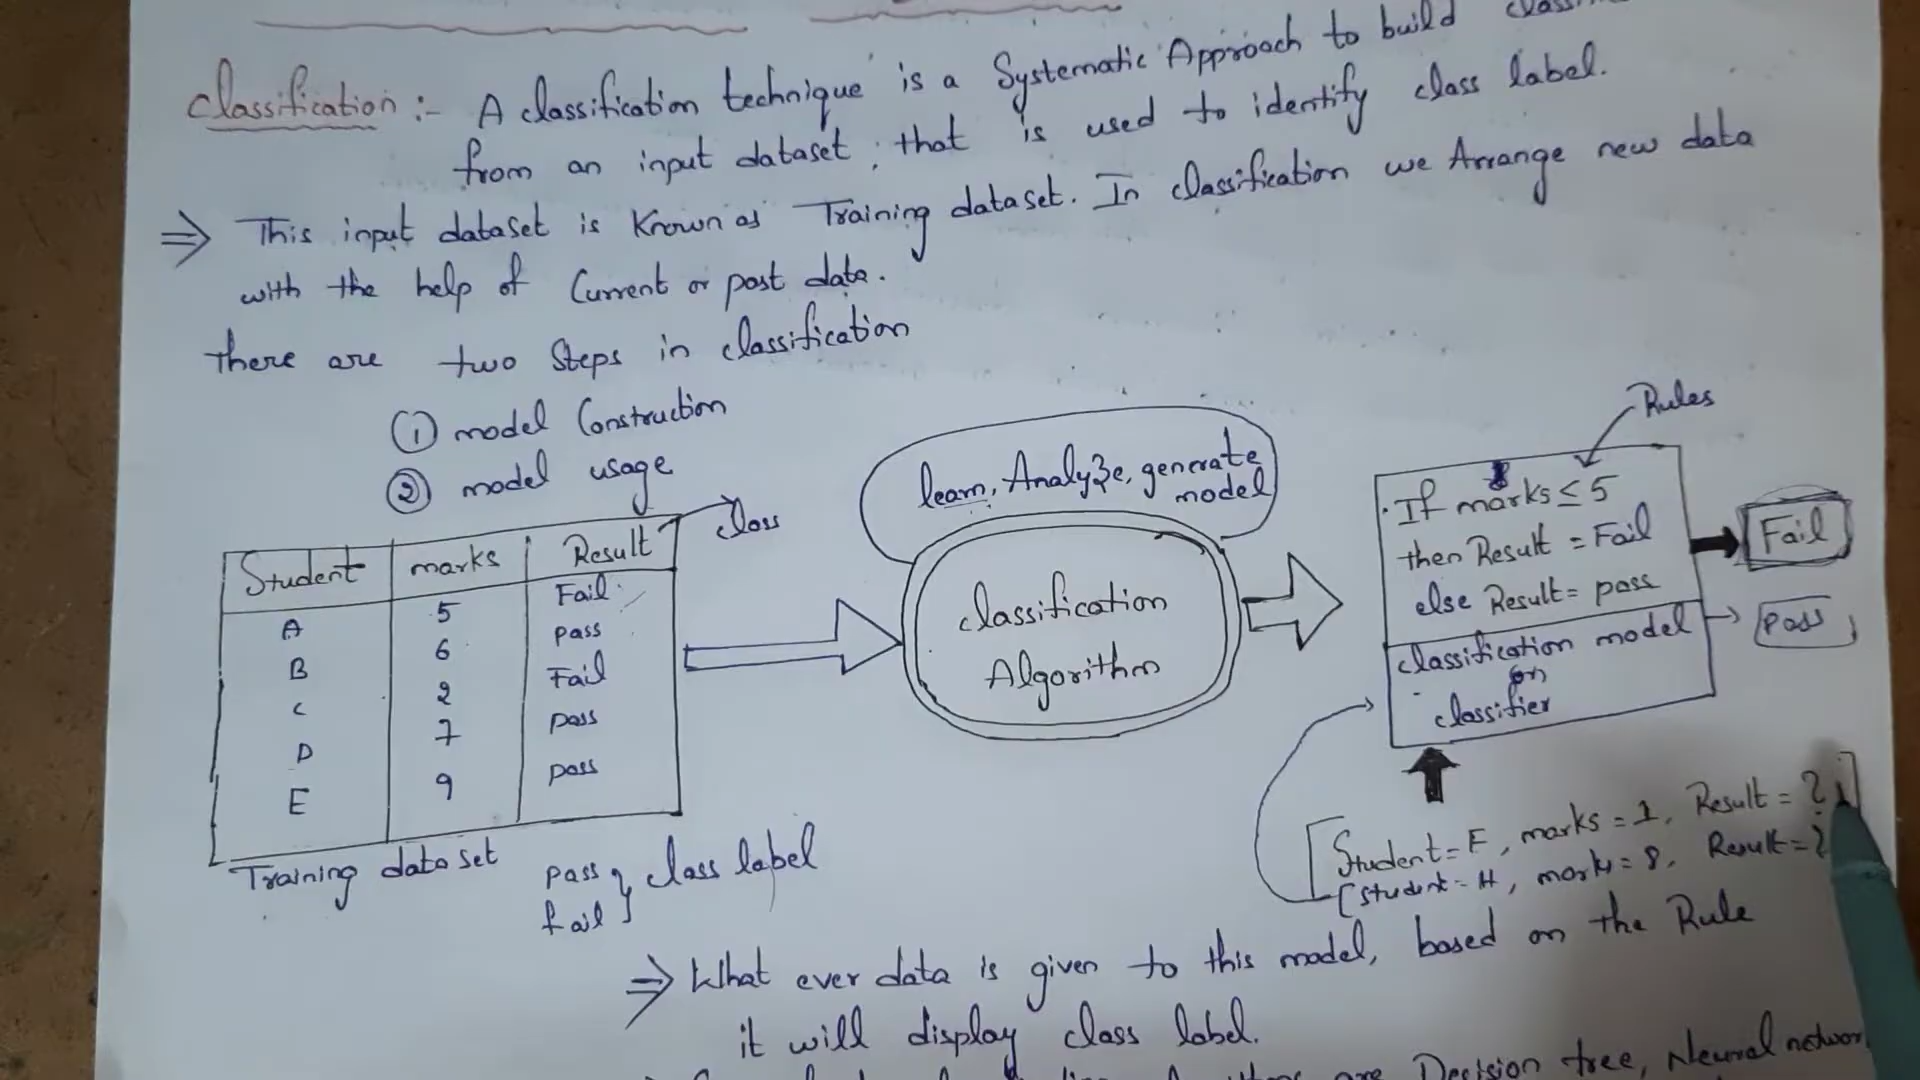 Classification :- A classification technique is a Systematic Approach to build
from an input dataset, that is used to identify class label.
⇒ This input dataset is Known as Training dataset. In classification we Arrange new data
with the help of Current or past data.
there are two Steps in classification
① model Construction
② model usage
Student marks Result
class
A 5 Fail
B 6 pass
C 2 Fail
D 7 pass
E 9 pass
Training dataset
pass
fail } class label
learn, Analyze, generate
model
classification
Algorithm
Rules
If marks ≤ 5
then Result = Fail
else Result = pass
classification model
or
classifier
Fail
pass
[Student = F, marks = 1, Result = ?]
[Student = H, marks = 8, Result = ?
⇒ What ever data is given to this model, based on the Rule
it will display class label.
are Decision tree, Neural networ